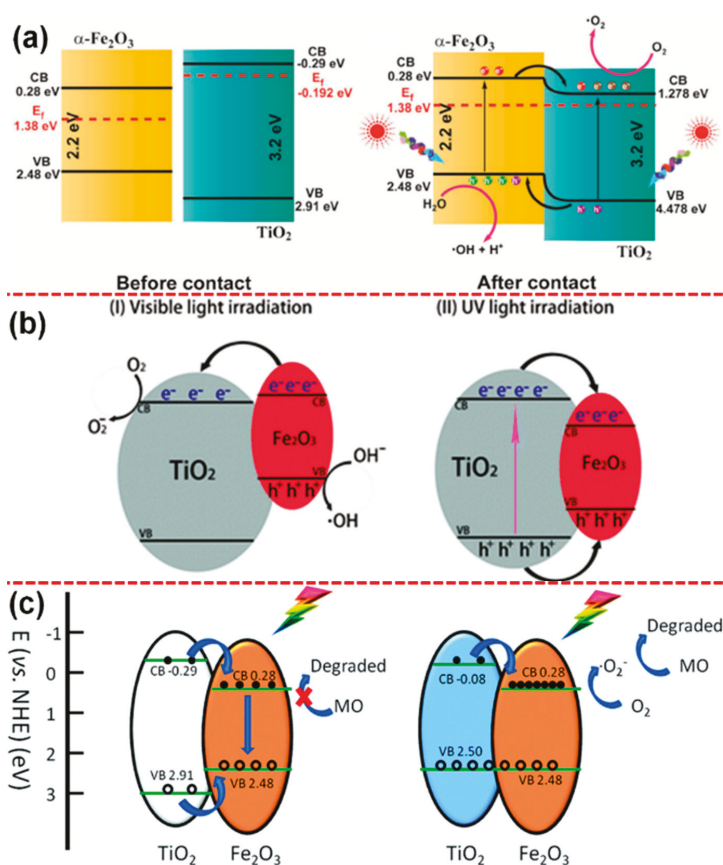 (a)
α-Fe₂O₃
CB
0.28 eV
E_f
1.38 eV
2.2 eV
VB
2.48 eV
CB
-0.29 eV
E_f
-0.192 eV
3.2 eV
VB
2.91 eV
TiO₂
Before contact
α-Fe₂O₃
CB
0.28 eV
E_f
1.38 eV
2.2 eV
VB
2.48 eV
H₂O
·OH + H⁺
·O₂
O₂
CB
1.278 eV
3.2 eV
VB
4.478 eV
TiO₂
After contact
(b)
(I) Visible light irradiation
O₂
O₂⁻
e⁻ e⁻ e⁻
CB
TiO₂
VB
e⁻ e⁻ e⁻
CB
Fe₂O₃
VB
h⁺ h⁺ h⁺
OH⁻
·OH
(II) UV light irradiation
e⁻ e⁻ e⁻ e⁻
CB
TiO₂
VB
h⁺ h⁺ h⁺ h⁺
e⁻ e⁻ e⁻
CB
Fe₂O₃
VB
h⁺ h⁺ h⁺
(c)
E (vs. NHE) (eV)
-1
0
1
2
3
CB -0.29
VB 2.91
TiO₂
CB 0.28
VB 2.48
Fe₂O₃
Degraded
MO
CB -0.08
VB 2.50
TiO₂
CB 0.28
VB 2.48
Fe₂O₃
·O₂⁻
O₂
Degraded
MO